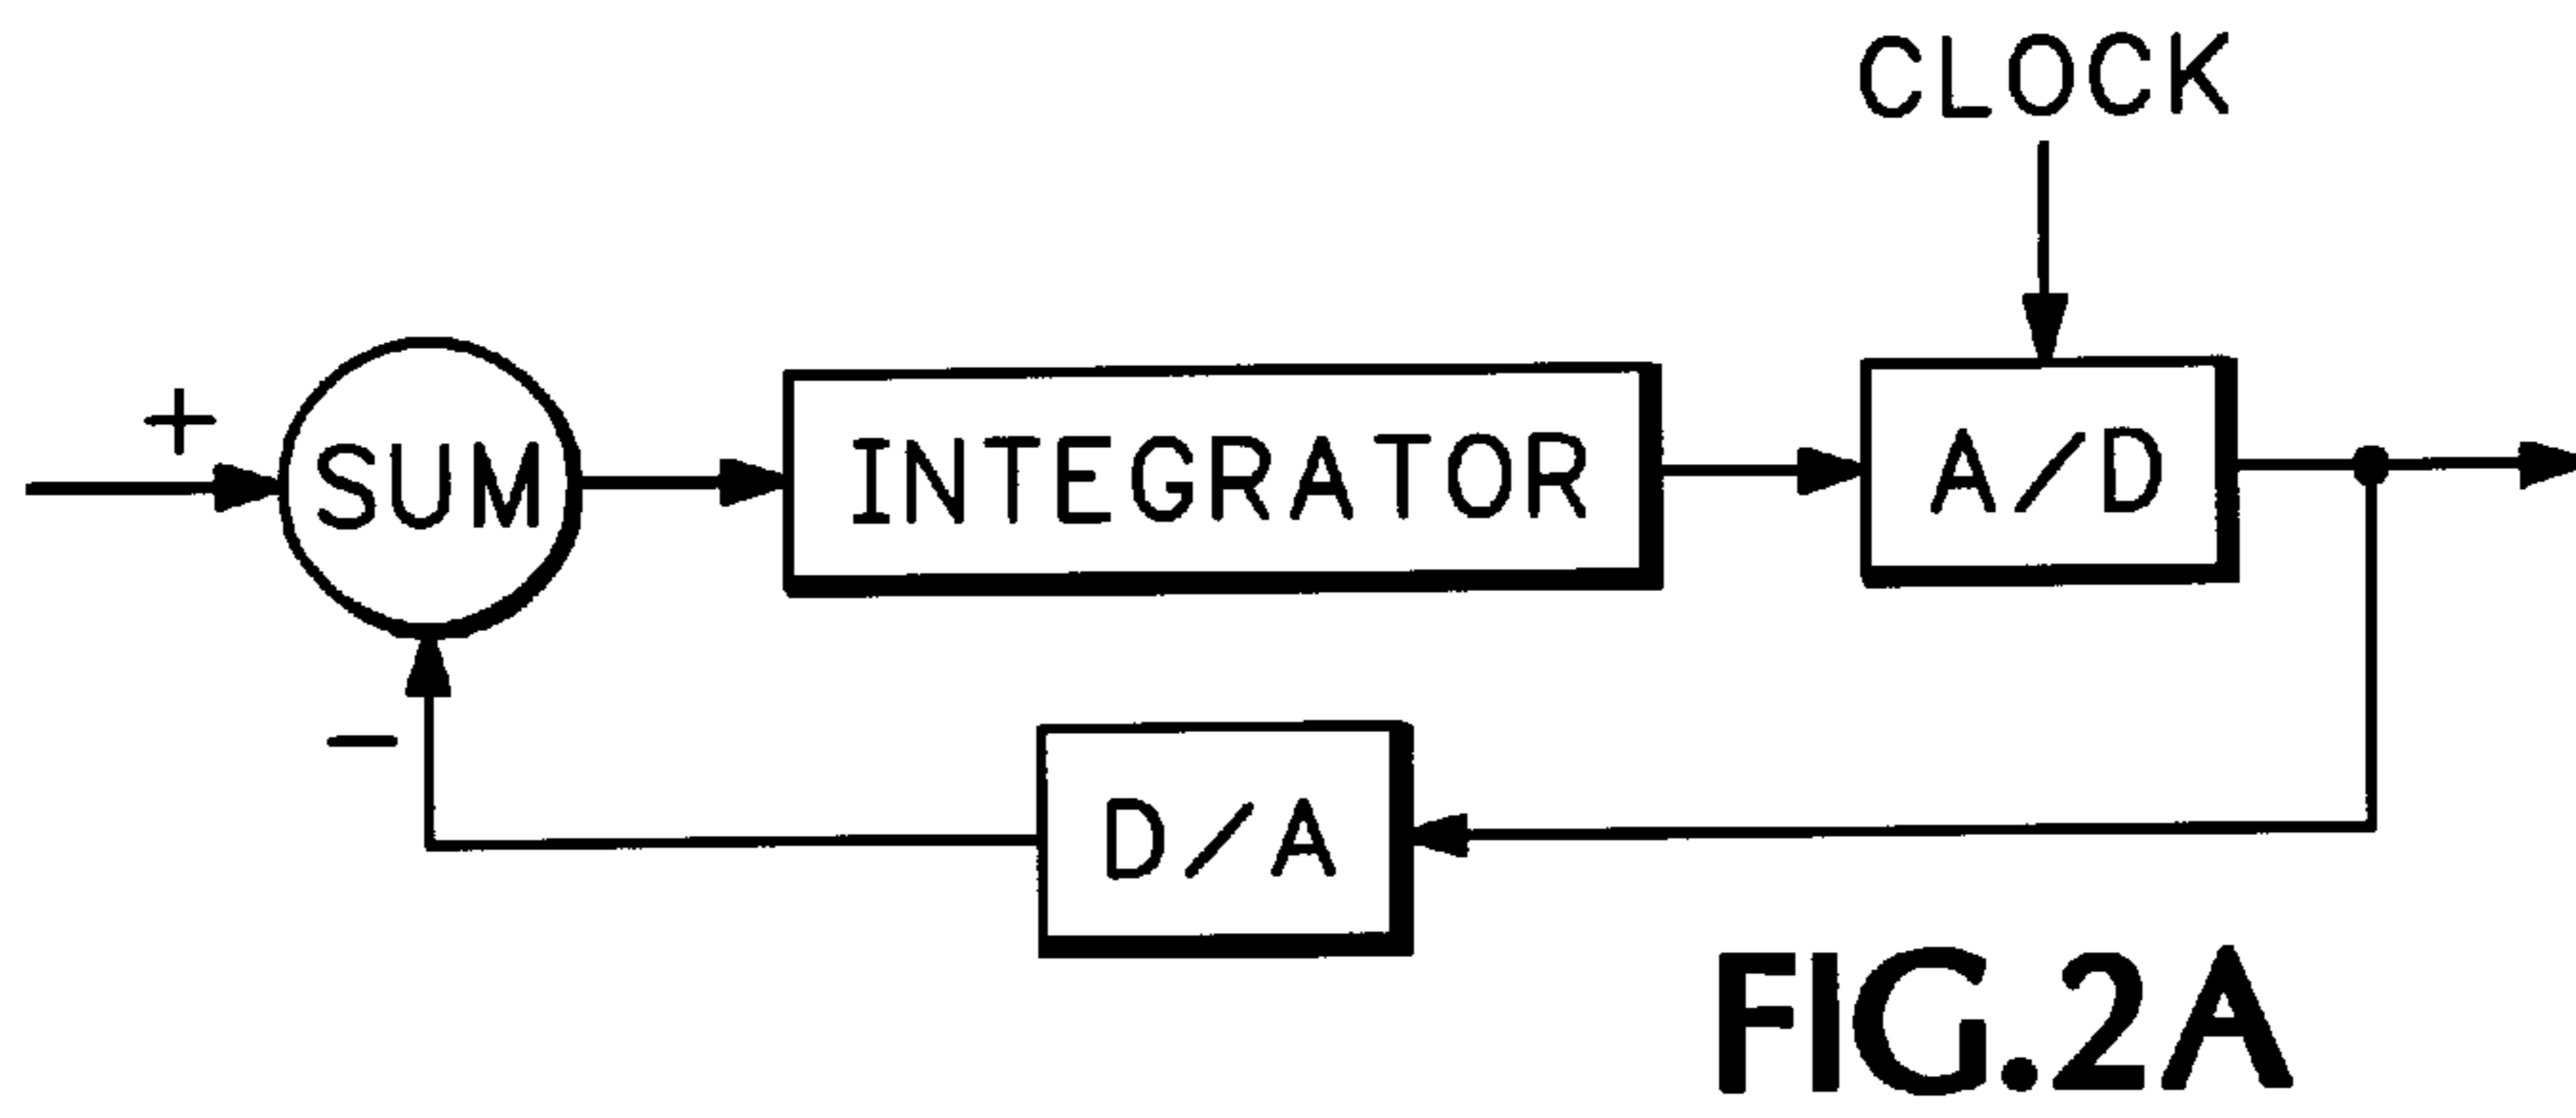 CLOCK
+
SUM
INTEGRATOR
A/D
−
D/A
FIG.2A